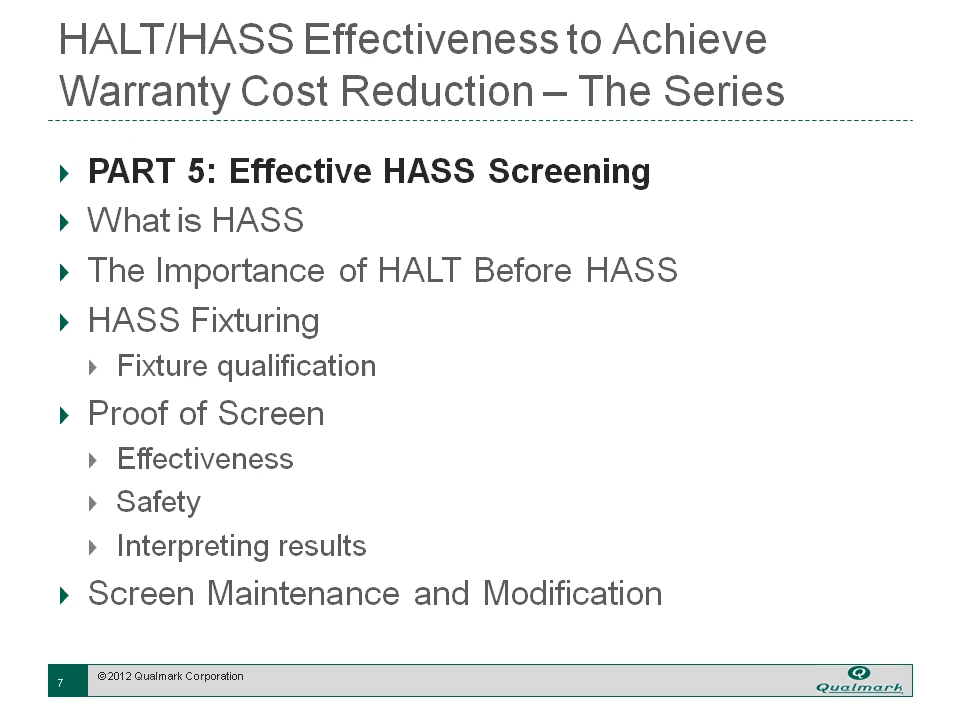 HALT/HASS Effectiveness to Achieve
Warranty Cost Reduction – The Series
PART 5: Effective HASS Screening
What is HASS
The Importance of HALT Before HASS
HASS Fixturing
Fixture qualification
Proof of Screen
Effectiveness
Safety
Interpreting results
Screen Maintenance and Modification
7
©2012 Qualmark Corporation
Qualmark